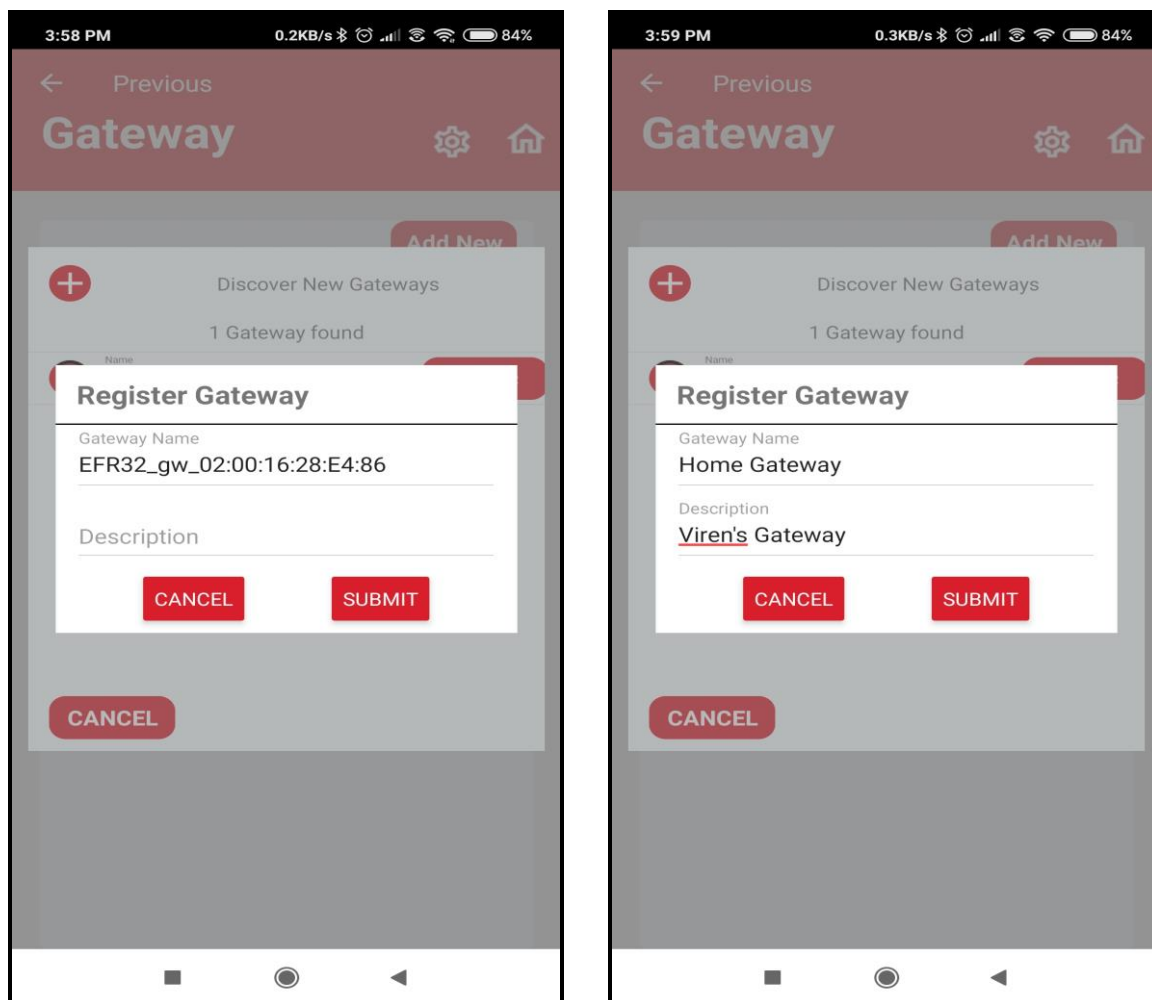 3:58 PM 0.2KB/s 84%
Previous
Gateway
Add New
Discover New Gateways
1 Gateway found
Name
Register Gateway
Gateway Name
EFR32_gw_02:00:16:28:E4:86
Description
CANCEL SUBMIT
CANCEL
3:59 PM 0.3KB/s 84%
Previous
Gateway
Add New
Discover New Gateways
1 Gateway found
Name
Register Gateway
Gateway Name
Home Gateway
Description
Viren's Gateway
CANCEL SUBMIT
CANCEL